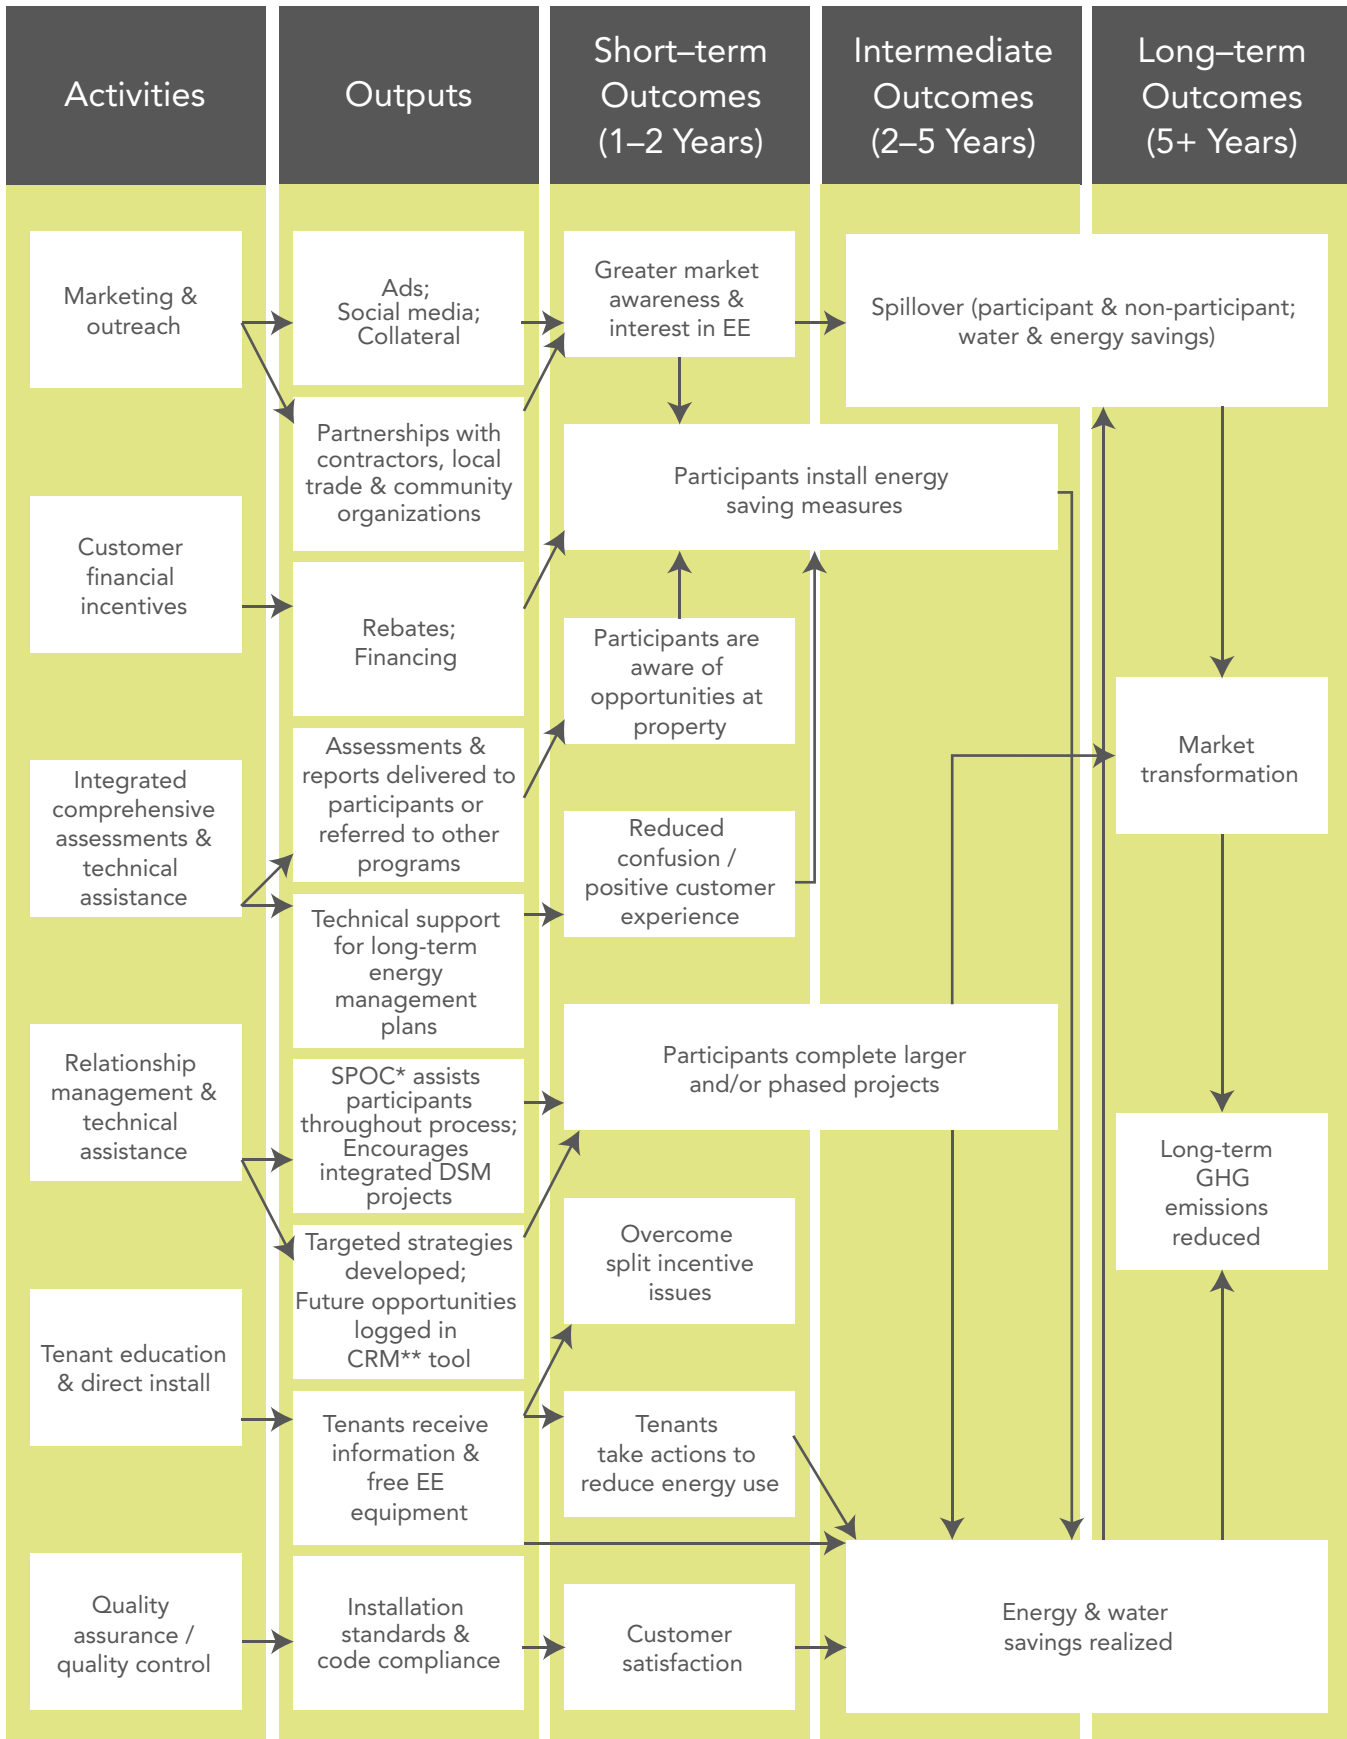 Activities
Outputs
Short–term
Outcomes
(1–2 Years)
Intermediate
Outcomes
(2–5 Years)
Long–term
Outcomes
(5+ Years)
Marketing &
outreach
Customer
financial
incentives
Integrated
comprehensive
assessments &
technical
assistance
Relationship
management &
technical
assistance
Tenant education
& direct install
Quality
assurance /
quality control
Ads;
Social media;
Collateral
Partnerships with
contractors, local
trade & community
organizations
Rebates;
Financing
Assessments &
reports delivered to
participants or
referred to other
programs
Technical support
for long-term
energy
management
plans
SPOC* assists
participants
throughout process;
Encourages
integrated DSM
projects
Targeted strategies
developed;
Future opportunities
logged in
CRM** tool
Tenants receive
information &
free EE
equipment
Installation
standards &
code compliance
Greater market
awareness &
interest in EE
Participants install energy
saving measures
Participants are
aware of
opportunities at
property
Reduced
confusion /
positive customer
experience
Participants complete larger
and/or phased projects
Overcome
split incentive
issues
Tenants
take actions to
reduce energy use
Customer
satisfaction
Spillover (participant & non-participant;
water & energy savings)
Market
transformation
Long-term
GHG
emissions
reduced
Energy & water
savings realized